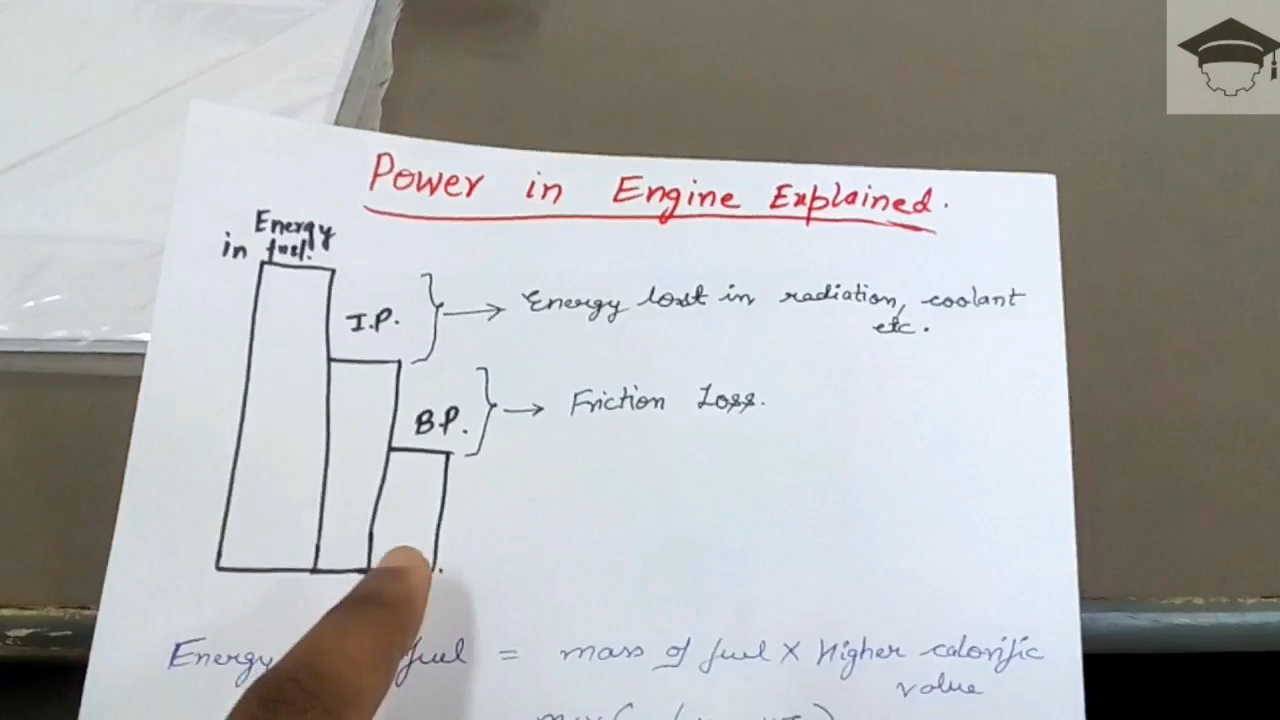 Power in Engine Explained.
Energy
in fuel.
I.P.
Energy lost in radiation, coolant
etc.
B.P.
Friction Loss.
Energy fuel = mass of fuel X Higher calorific
value